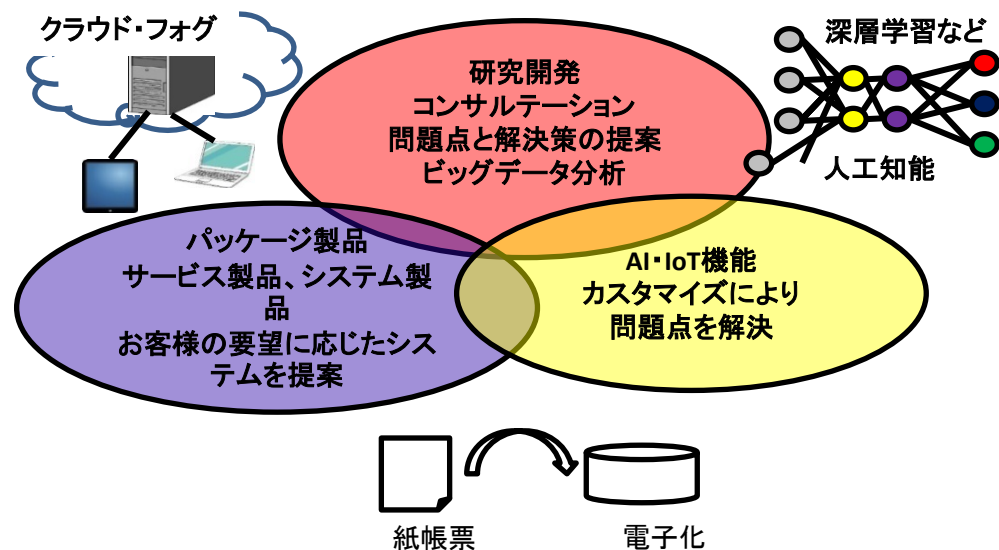 クラウド・フォグ
深層学習など
研究開発
コンサルテーション
問題点と解決策の提案
ビッグデータ分析
人工知能
パッケージ製品
サービス製品、システム製
品
お客様の要望に応じたシス
テムを提案
AI・IoT機能
カスタマイズにより
問題点を解決
紙帳票
電子化